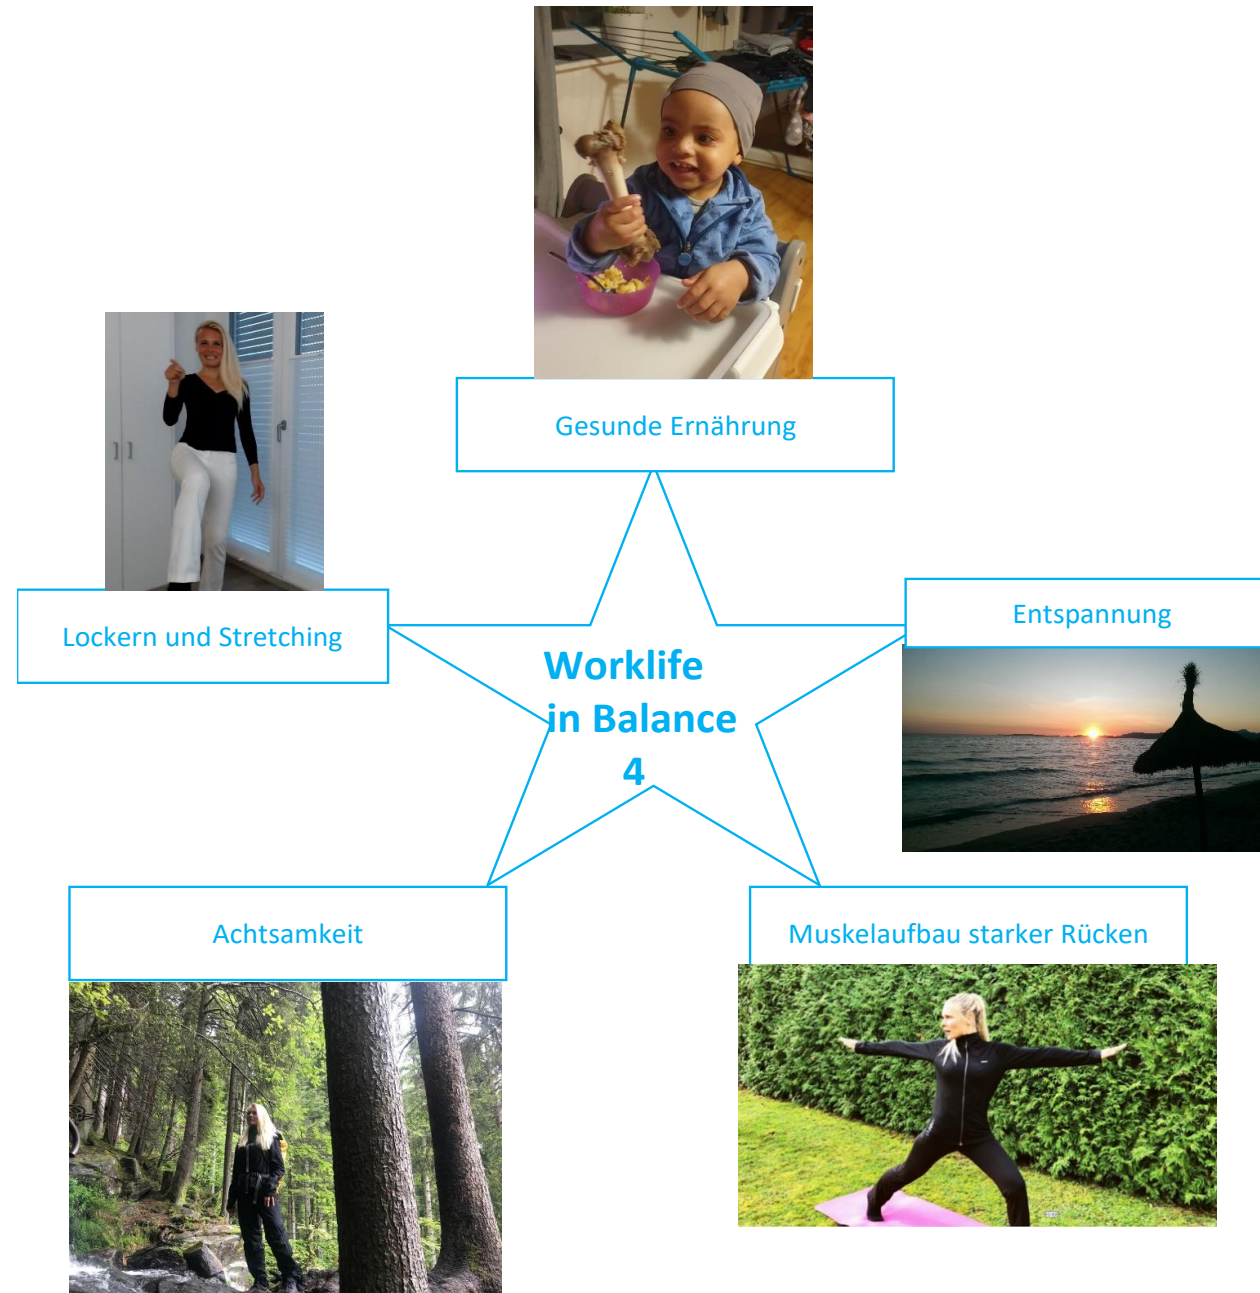 Gesunde Ernährung
Lockern und Stretching
Entspannung
Worklife
in Balance
4
Achtsamkeit
Muskelaufbau starker Rücken